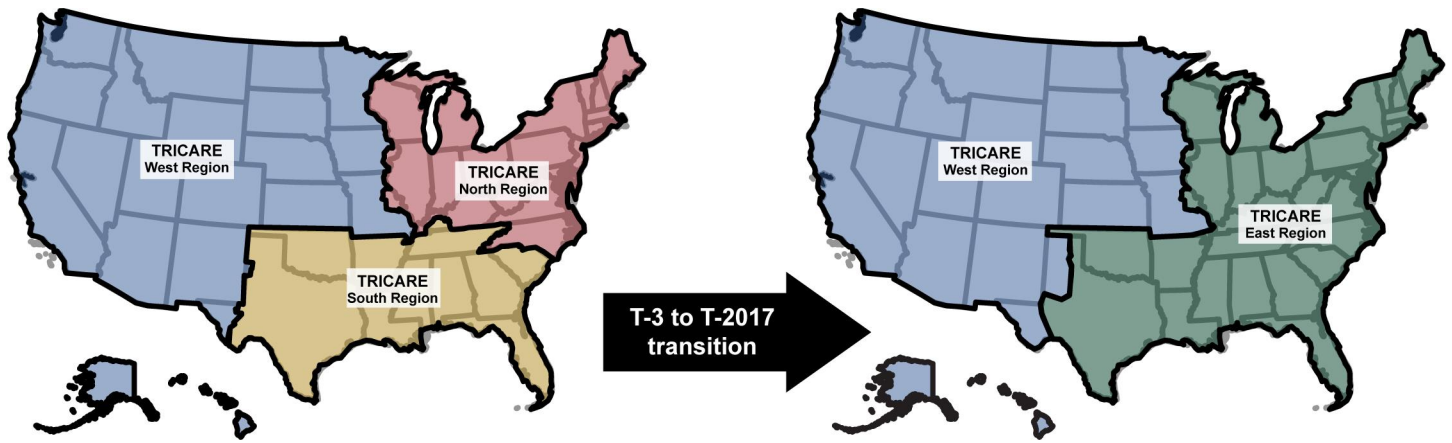 TRICARE
West Region
TRICARE
North Region
TRICARE
South Region
T-3 to T-2017
transition
TRICARE
West Region
TRICARE
East Region